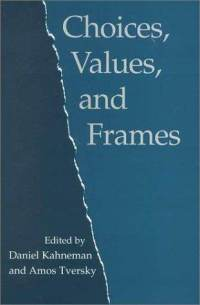 Choices,
Values,
and
Frames
Edited by
Daniel Kahneman
and Amos Tversky